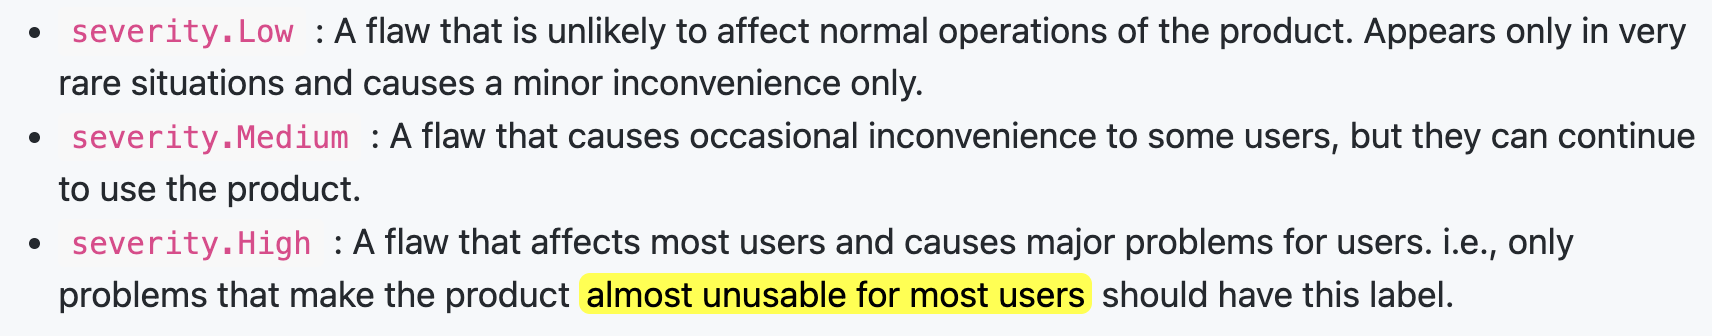 • severity.Low : A flaw that is unlikely to affect normal operations of the product. Appears only in very
rare situations and causes a minor inconvenience only.
• severity.Medium : A flaw that causes occasional inconvenience to some users, but they can continue
to use the product.
• severity.High : A flaw that affects most users and causes major problems for users. i.e., only
problems that make the product almost unusable for most users should have this label.